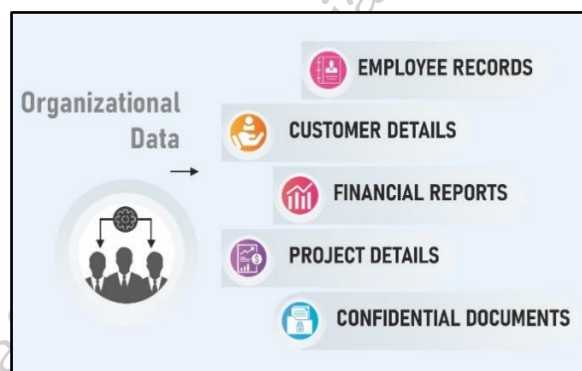 EMPLOYEE RECORDS
Organizational
Data
CUSTOMER DETAILS
FINANCIAL REPORTS
PROJECT DETAILS
CONFIDENTIAL DOCUMENTS